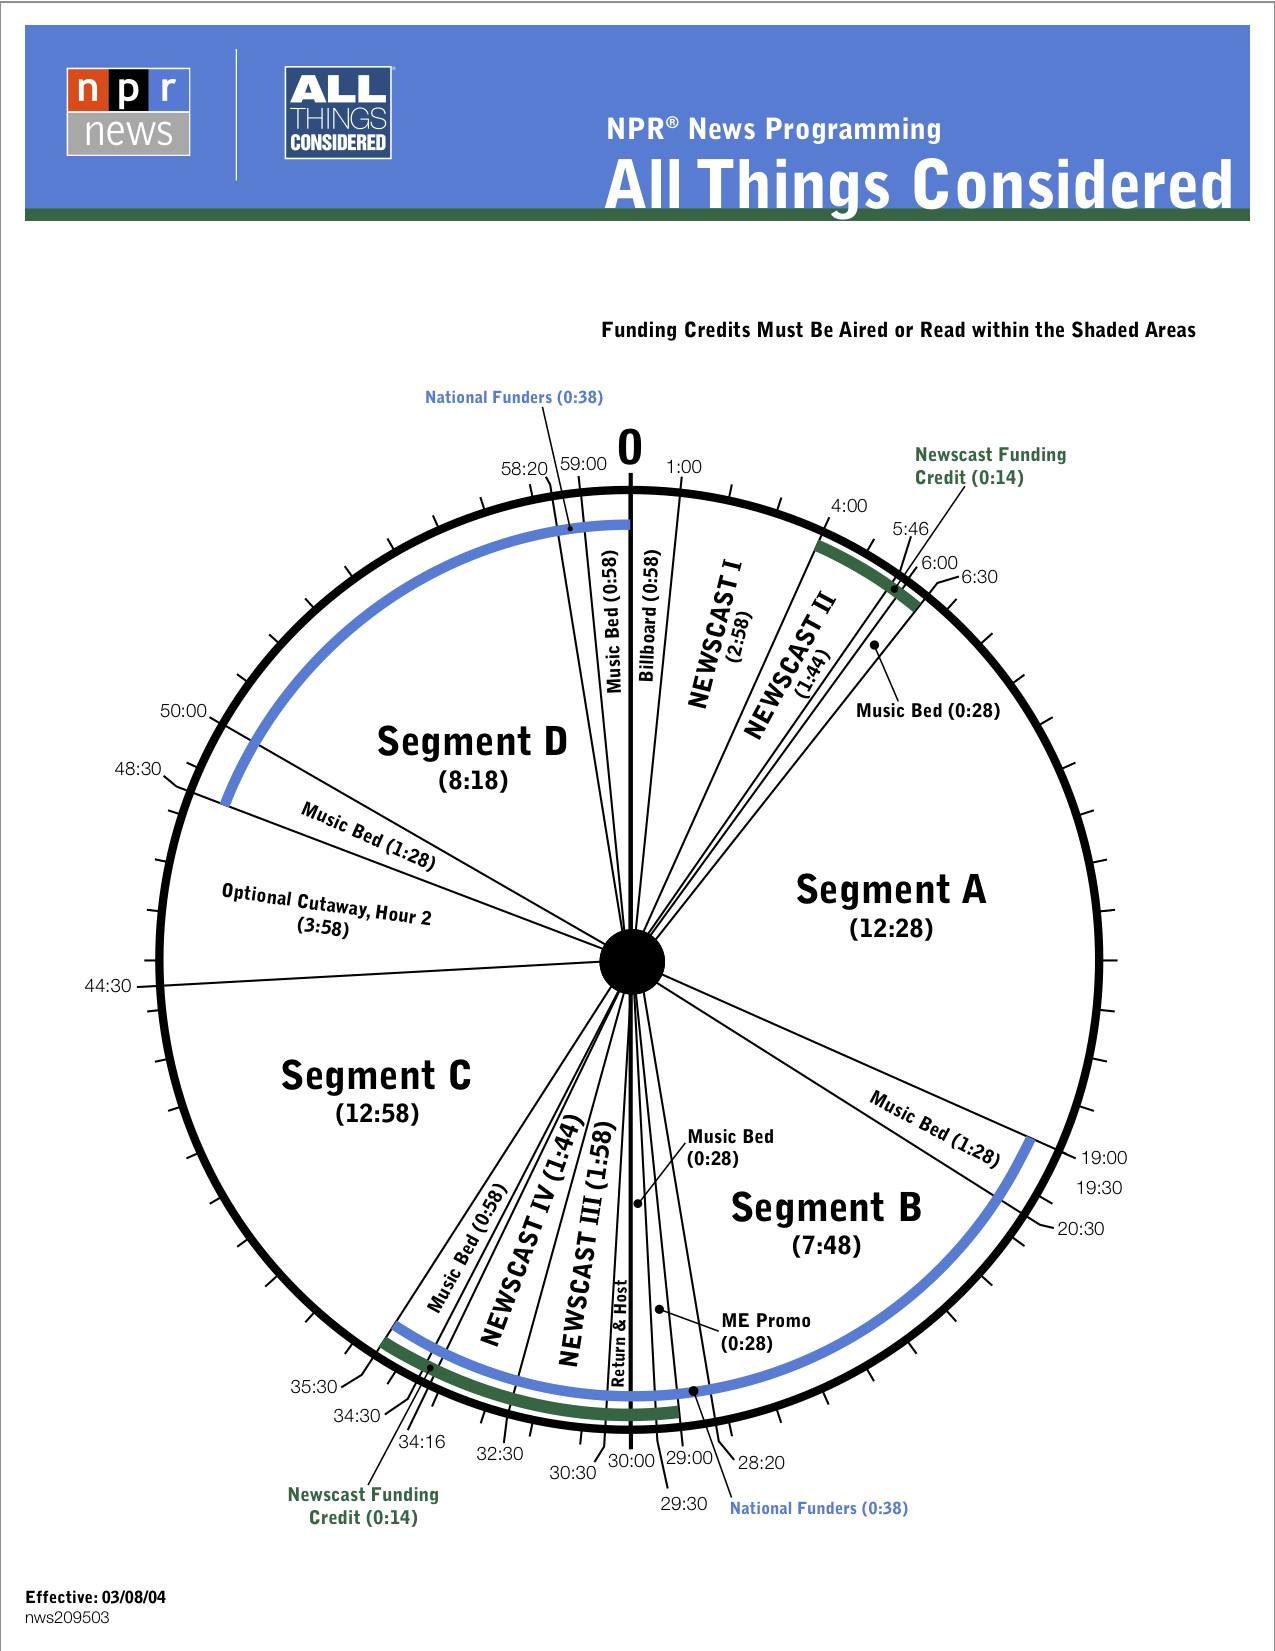 npr
news
ALL
THINGS
CONSIDERED
NPR® News Programming
All Things Considered
Funding Credits Must Be Aired or Read within the Shaded Areas
National Funders (0:38)
0
58:20
59:00
1:00
Newscast Funding
Credit (0:14)
4:00
5:46
6:00
6:30
Music Bed (0:58)
Billboard (0:58)
NEWSCAST I
(2:58)
NEWSCAST II
(1:44)
Music Bed (0:28)
50:00
48:30
Segment D
(8:18)
Music Bed (1:28)
Optional Cutaway, Hour 2
(3:58)
Segment A
(12:28)
44:30
Segment C
(12:58)
Music Bed (1:28)
19:00
19:30
20:30
Music Bed
(0:28)
Segment B
(7:48)
Music Bed (0:58)
NEWSCAST IV (1:44)
NEWSCAST III (1:58)
Return & Host
ME Promo
(0:28)
35:30
34:30
34:16
32:30
30:30
30:00
29:00
28:20
29:30
Newscast Funding
Credit (0:14)
National Funders (0:38)
Effective: 03/08/04
nws209503